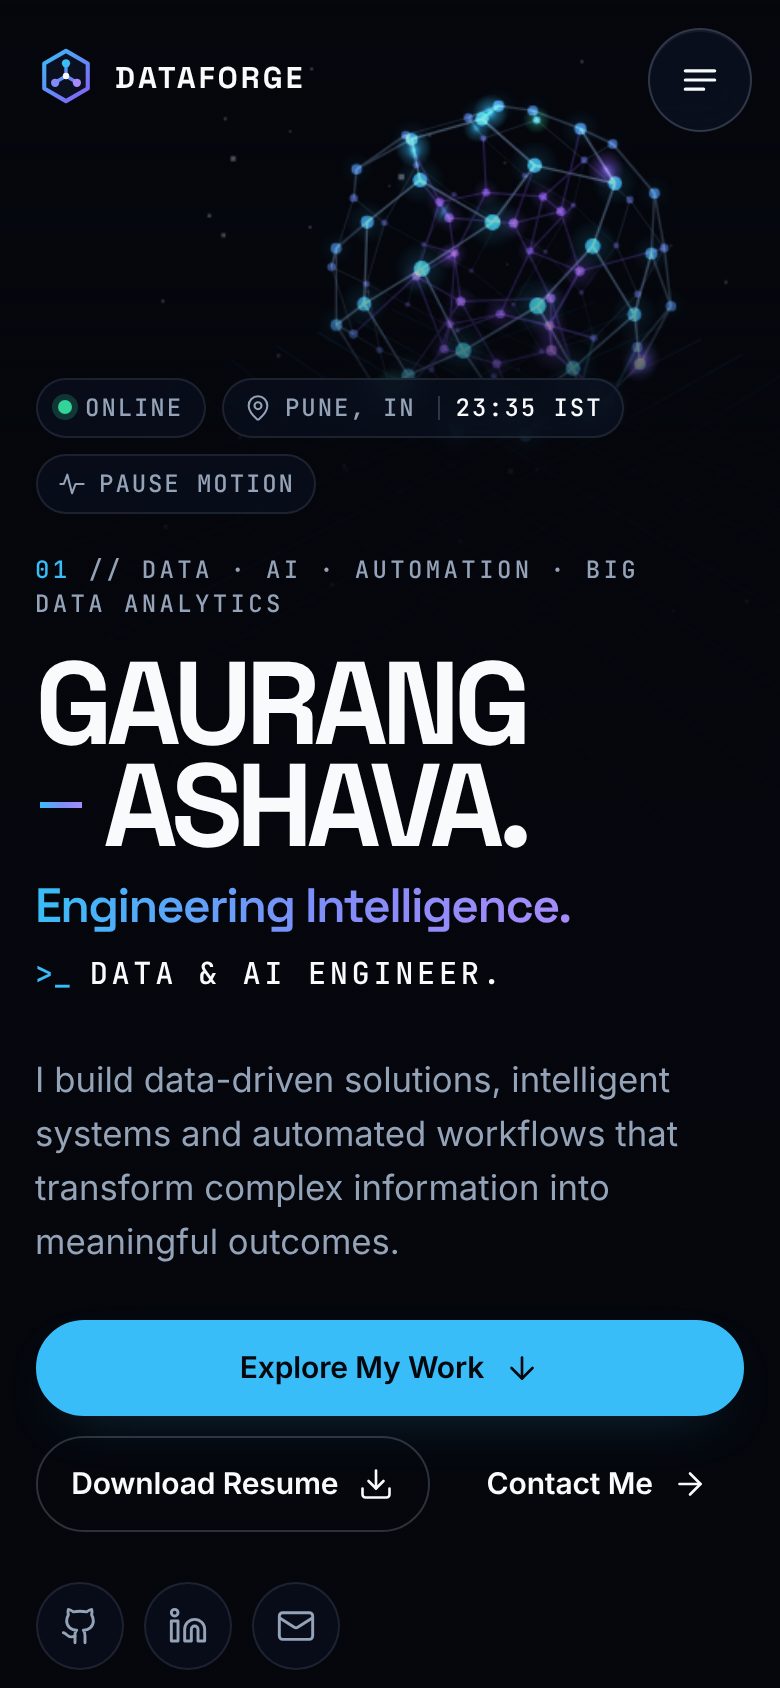 DATAFORGE
ONLINE
PUNE, IN
23:35 IST
PAUSE MOTION
01 // DATA · AI · AUTOMATION · BIG
DATA ANALYTICS
GAURANG
– ASHAVA.
Engineering Intelligence.
>_ DATA & AI ENGINEER.
I build data-driven solutions, intelligent
systems and automated workflows that
transform complex information into
meaningful outcomes.
Explore My Work ↓
Download Resume
Contact Me →
in